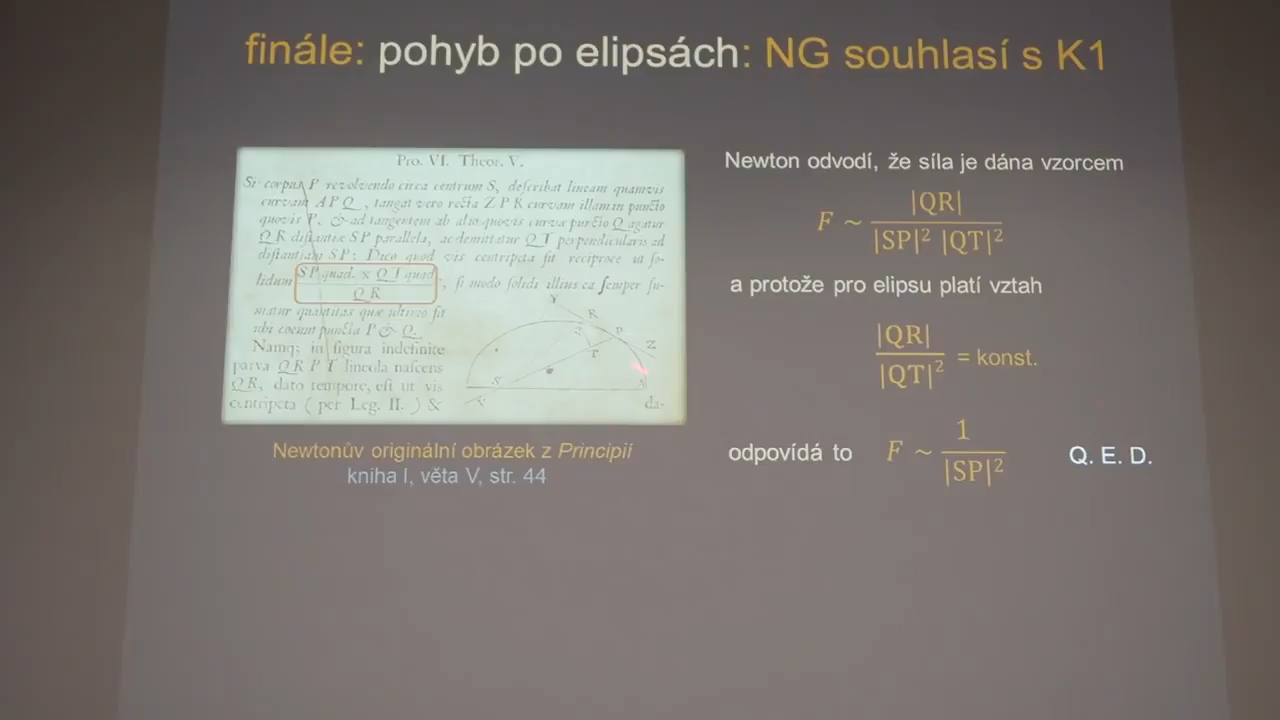 finále: pohyb po elipsách: NG souhlasí s K1
Pro. VI. Theor. V.
Si corpus P revolvendo circa centrum S, describat lineam quamvis
curvam APQ, tangat vero recta ZPR curvam illam in puncto
quovis P, & ad tangentem ab alio quovis curvæ puncto Q agatur
QR distantiæ SP parallela, ac demittatur QT perpendicularis ad
distantiam SP: Dico quod vis centripeta sit reciproce ut so-
lidum SP quad. x QT quad. / QR, si modo solidi illius ea semper su-
matur quantitas quæ ultimo fit
ubi coeunt puncta P & Q.
Namq; in figura indefinite
parva QRPT lineola nascens
QR, dato tempore, est ut vis
centripeta (per Leg. II.) &
da-
Y
R
Q
P
Z
T
S
A
X
Newtonův originální obrázek z Principií
kniha I, věta V, str. 44
Newton odvodí, že síla je dána vzorcem
F ~ |QR| / |SP|² |QT|²
a protože pro elipsu platí vztah
|QR| / |QT|² = konst.
odpovídá to F ~ 1 / |SP|² Q. E. D.